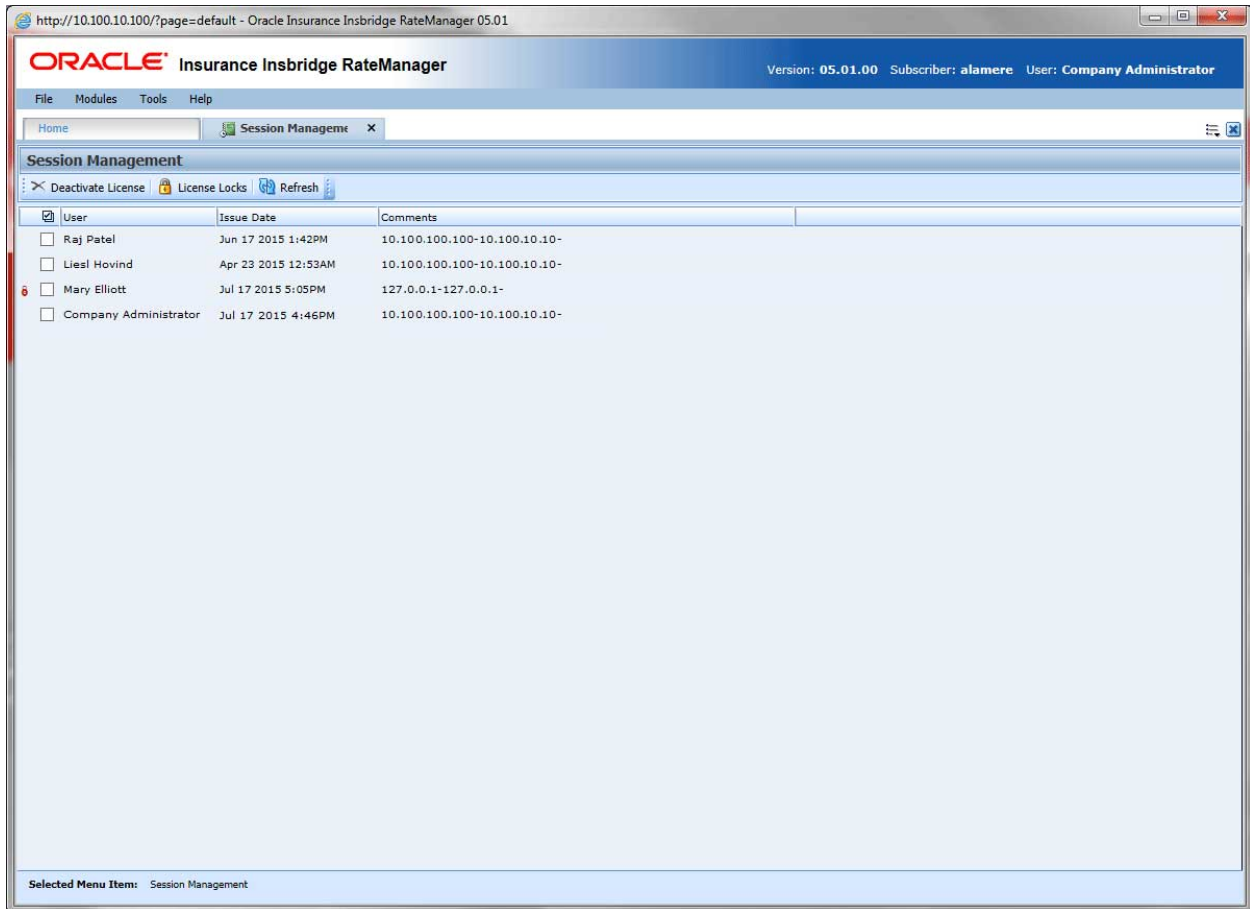 http://10.100.10.100/?page=default - Oracle Insurance Insbridge RateManager 05.01
ORACLE Insurance Insbridge RateManager
Version: 05.01.00 Subscriber: alamere User: Company Administrator
File Modules Tools Help
Home Session Manageme
Session Management
Deactivate License License Locks Refresh
User Issue Date Comments
Raj Patel Jun 17 2015 1:42PM 10.100.100.100-10.100.10.10-
Liesl Hovind Apr 23 2015 12:53AM 10.100.100.100-10.100.10.10-
Mary Elliott Jul 17 2015 5:05PM 127.0.0.1-127.0.0.1-
Company Administrator Jul 17 2015 4:46PM 10.100.100.100-10.100.10.10-
Selected Menu Item: Session Management